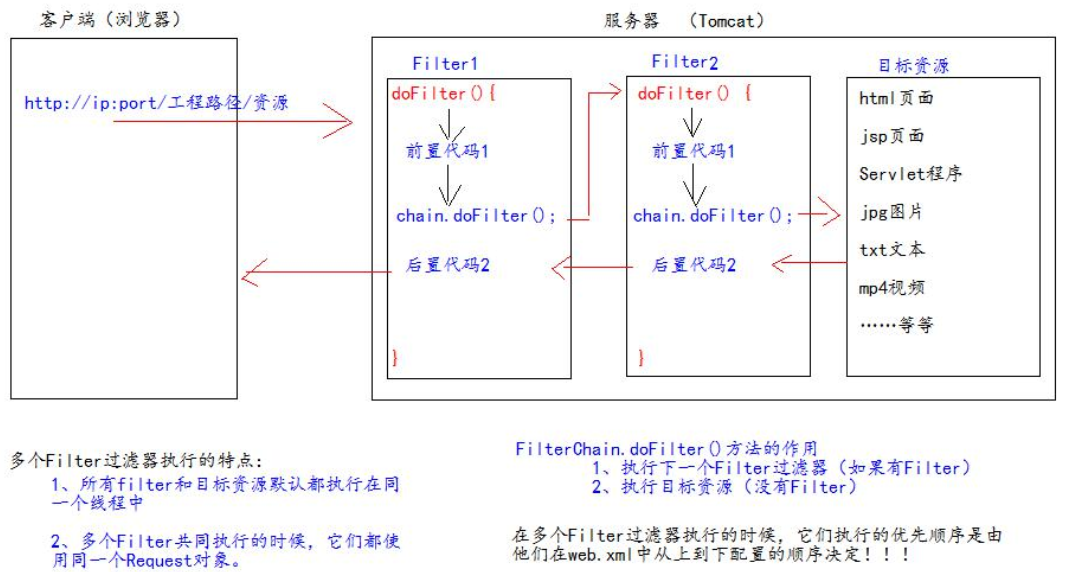 客户端（浏览器）
服务器 （Tomcat）
http://ip:port/工程路径/资源
Filter1
doFilter(){
前置代码1
chain.doFilter();
后置代码2
}
Filter2
doFilter() {
前置代码1
chain.doFilter();
后置代码2
}
目标资源
html页面
jsp页面
Servlet程序
jpg图片
txt文本
mp4视频
……等等
多个Filter过滤器执行的特点：
1、所有filter和目标资源默认都执行在同
一个线程中
2、多个Filter共同执行的时候，它们都使
用同一个Request对象。
FilterChain.doFilter()方法的作用
1、执行下一个Filter过滤器（如果有Filter）
2、执行目标资源（没有Filter）
在多个Filter过滤器执行的时候，它们执行的优先顺序是由
他们在web.xml中从上到下配置的顺序决定！！！